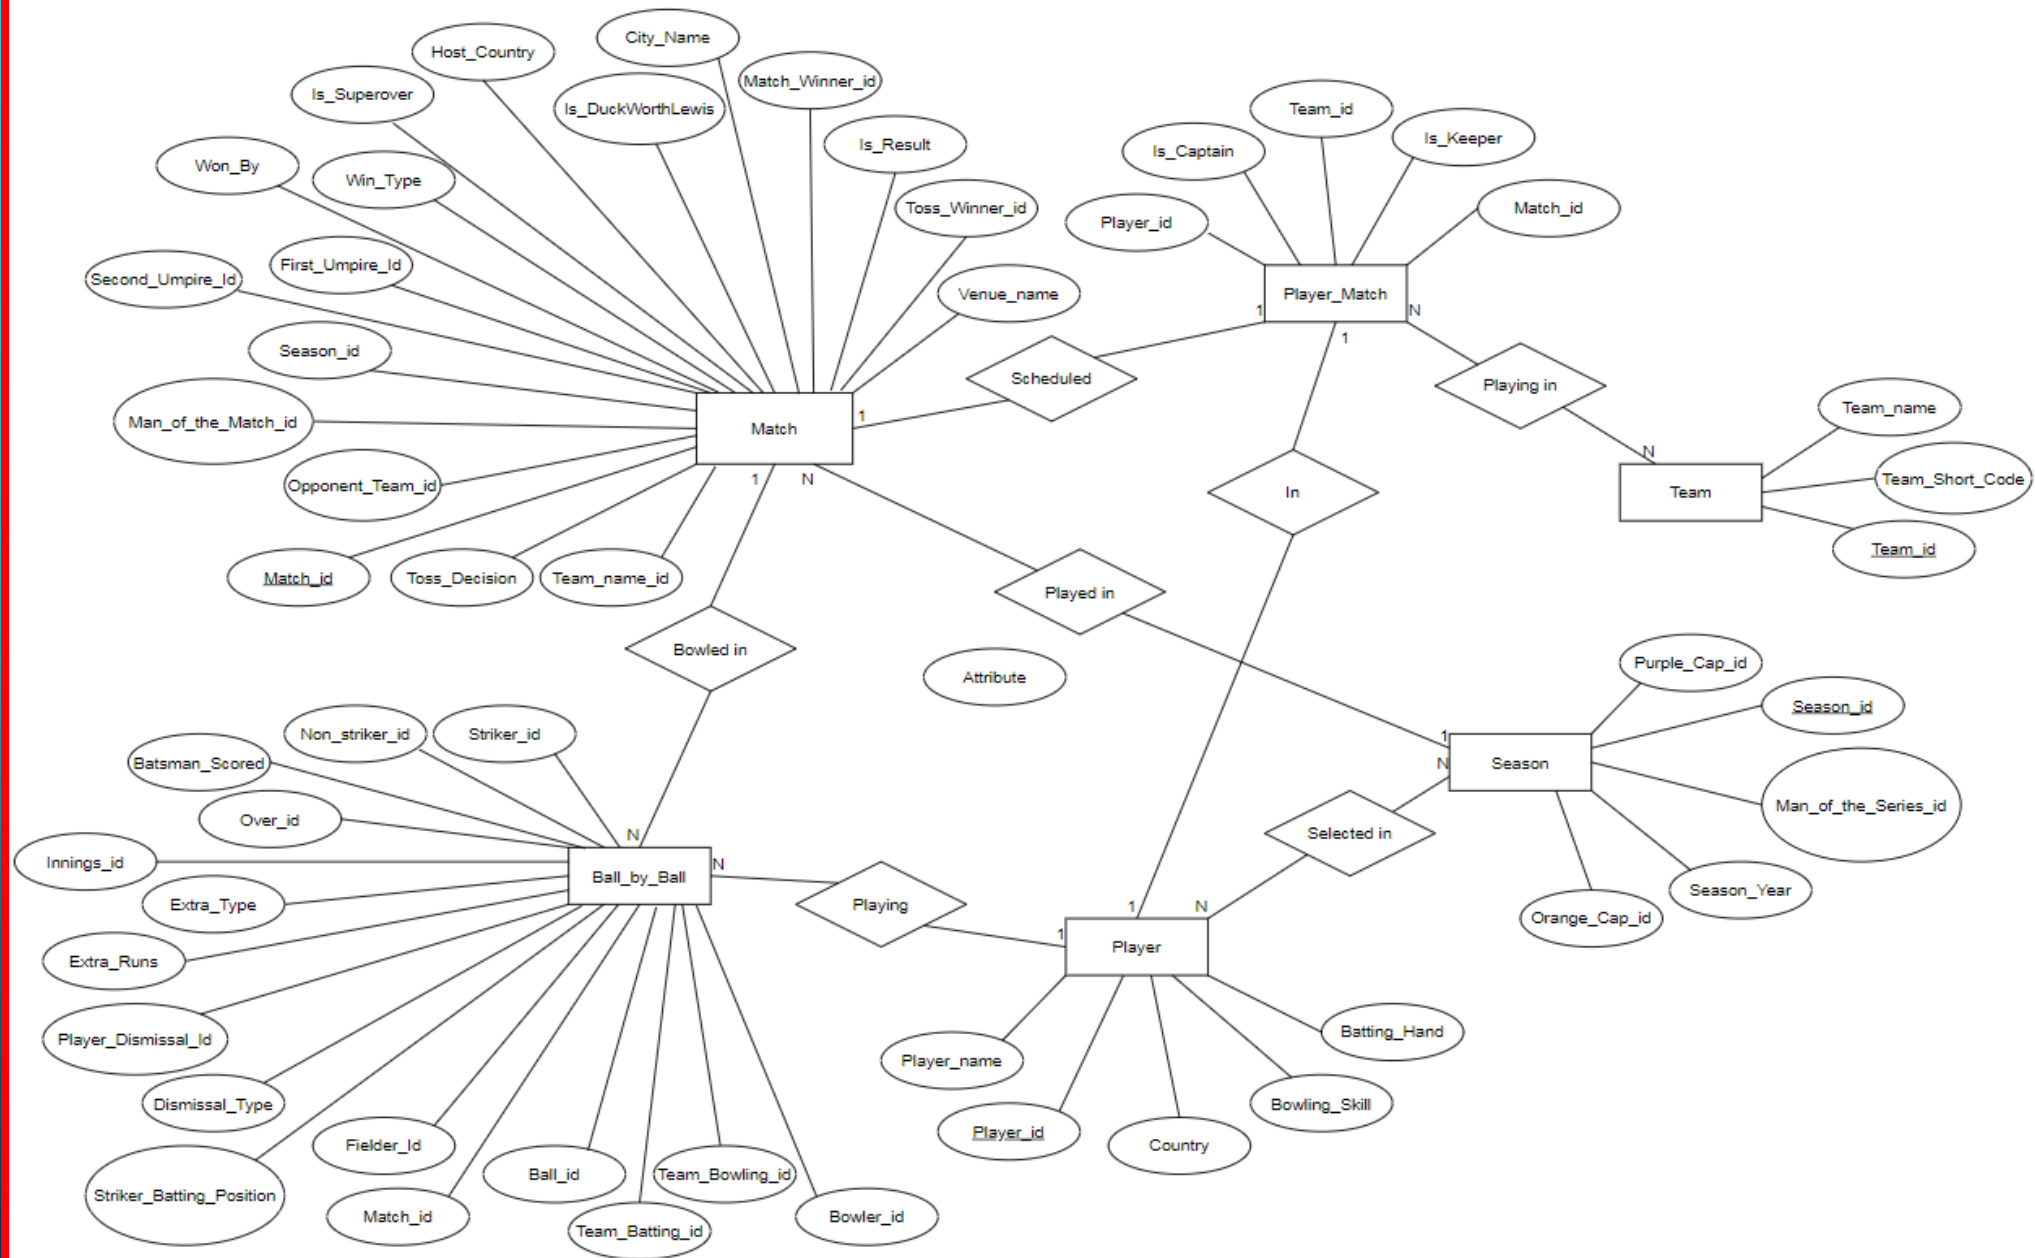 City_Name
Host_Country
Match_Winner_id
Is_Superover
Is_DuckWorthLewis
Team_id
Is_Result
Is_Keeper
Is_Captain
Won_By
Win_Type
Toss_Winner_id
Match_id
Player_id
First_Umpire_Id
Second_Umpire_Id
Venue_name
Player_Match
1
N
1
Season_id
Scheduled
Playing in
Team_name
1
Man_of_the_Match_id
Match
N
1
N
Opponent_Team_id
In
Team
Team_Short_Code
Team_id
Match_id
Toss_Decision
Team_name_id
Played in
Bowled in
Attribute
Purple_Cap_id
Season_id
Non_striker_id
Striker_id
1
Batsman_Scored
N
Season
Man_of_the_Series_id
Over_id
N
Selected in
Innings_id
N
Ball_by_Ball
Season_Year
Extra_Type
Playing
1
N
Orange_Cap_id
1
Player
Extra_Runs
Batting_Hand
Player_Dismissal_Id
Player_name
Dismissal_Type
Bowling_Skill
Player_id
Country
Fielder_Id
Ball_id
Team_Bowling_id
Striker_Batting_Position
Match_id
Bowler_id
Team_Batting_id